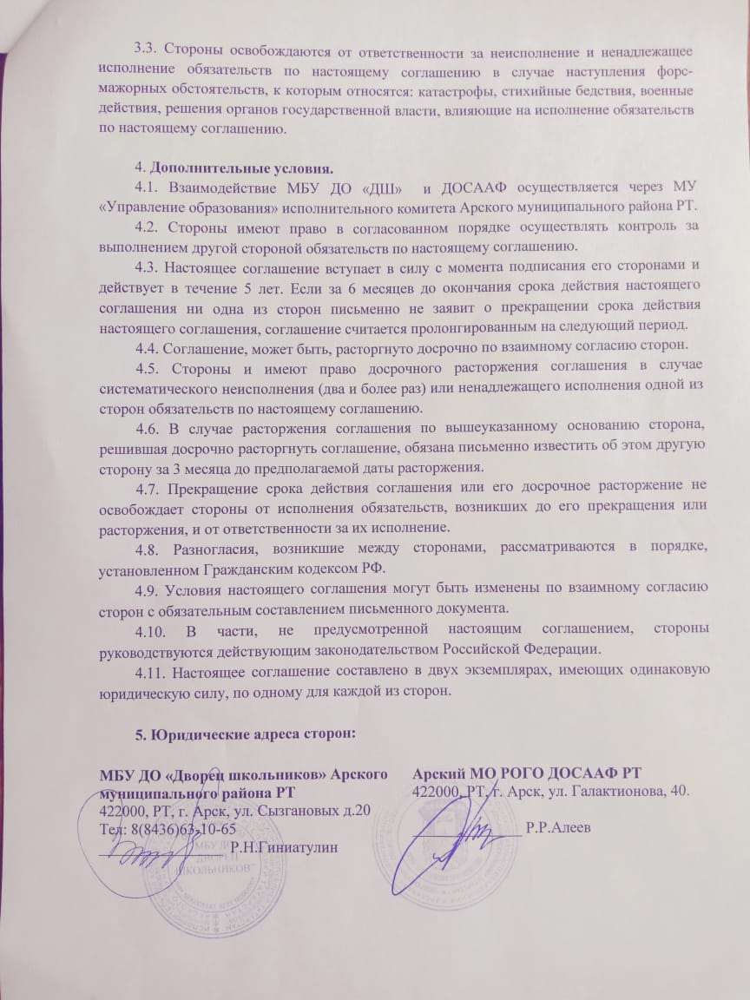 3.3. Стороны освобождаются от ответственности за неисполнение и ненадлежащее
исполнение обязательств по настоящему соглашению в случае наступления форс-
мажорных обстоятельств, к которым относятся: катастрофы, стихийные бедствия, военные
действия, решения органов государственной власти, влияющие на исполнение обязательств
по настоящему соглашению.
4. Дополнительные условия.
4.1. Взаимодействие МБУ ДО «ДШ» и ДОСААФ осуществляется через МУ
«Управление образования» исполнительного комитета Арского муниципального района РТ.
4.2. Стороны имеют право в согласованном порядке осуществлять контроль за
выполнением другой стороной обязательств по настоящему соглашению.
4.3. Настоящее соглашение вступает в силу с момента подписания его сторонами и
действует в течение 5 лет. Если за 6 месяцев до окончания срока действия настоящего
соглашения ни одна из сторон письменно не заявит о прекращении срока действия
настоящего соглашения, соглашение считается пролонгированным на следующий период.
4.4. Соглашение, может быть, расторгнуто досрочно по взаимному согласию сторон.
4.5. Стороны и имеют право досрочного расторжения соглашения в случае
систематического неисполнения (два и более раз) или ненадлежащего исполнения одной из
сторон обязательств по настоящему соглашению.
4.6. В случае расторжения соглашения по вышеуказанному основанию сторона,
решившая досрочно расторгнуть соглашение, обязана письменно известить об этом другую
сторону за 3 месяца до предполагаемой даты расторжения.
4.7. Прекращение срока действия соглашения или его досрочное расторжение не
освобождает стороны от исполнения обязательств, возникших до его прекращения или
расторжения, и от ответственности за их исполнение.
4.8. Разногласия, возникшие между сторонами, рассматриваются в порядке,
установленном Гражданским кодексом РФ.
4.9. Условия настоящего соглашения могут быть изменены по взаимному согласию
сторон с обязательным составлением письменного документа.
4.10. В части, не предусмотренной настоящим соглашением, стороны
руководствуются действующим законодательством Российской Федерации.
4.11. Настоящее соглашение составлено в двух экземплярах, имеющих одинаковую
юридическую силу, по одному для каждой из сторон.
5. Юридические адреса сторон:
МБУ ДО «Дворец школьников» Арского
муниципального района РТ
422000, РТ, г. Арск, ул. Сызгановых д.20
Тел: 8(8436)63-10-65
Р.Н.Гиниатулин
МБУ ДО
ДВОРЕЦ
ШКОЛЬНИКОВ
Арский МО РОГО ДОСААФ РТ
422000, РТ, г. Арск, ул. Галактионова, 40.
Р.Р.Алеев